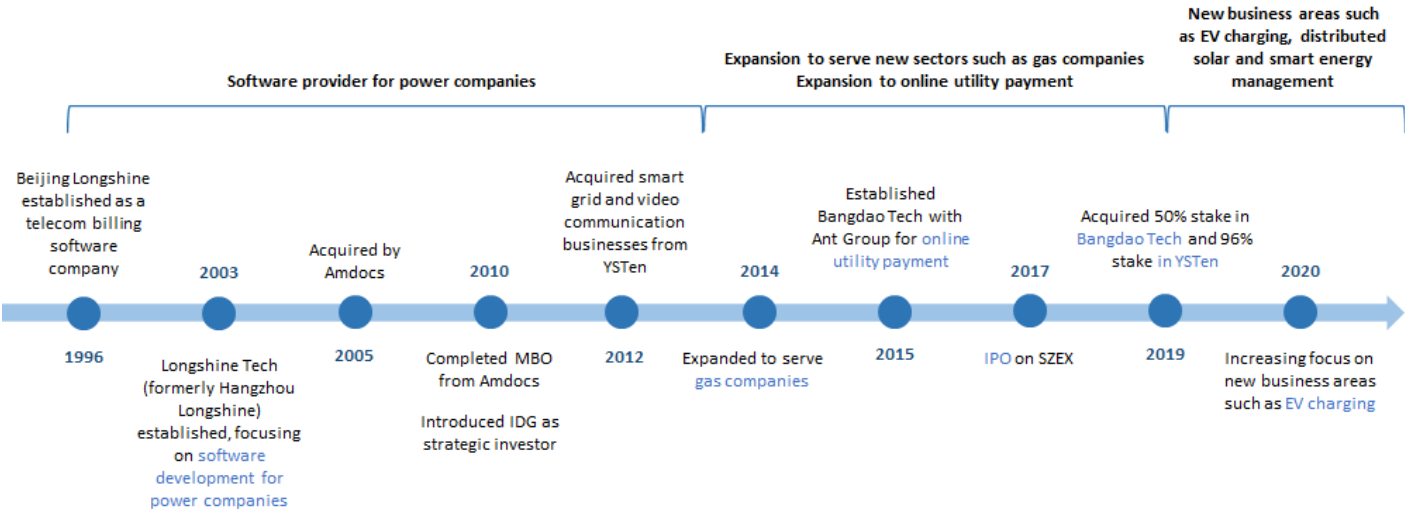 Software provider for power companies
Expansion to serve new sectors such as gas companies
Expansion to online utility payment
New business areas such
as EV charging, distributed
solar and smart energy
management
Beijing Longshine
established as a
telecom billing
software
company
1996
2003
Longshine Tech
(formerly Hangzhou
Longshine)
established, focusing
on software
development for
power companies
Acquired by
Amdocs
2005
2010
Completed MBO
from Amdocs
Introduced IDG as
strategic investor
Acquired smart
grid and video
communication
businesses from
YSTen
2012
2014
Expanded to serve
gas companies
Established
Bangdao Tech with
Ant Group for online
utility payment
2015
2017
IPO on SZEX
Acquired 50% stake in
Bangdao Tech and 96%
stake in YSTen
2019
2020
Increasing focus on
new business areas
such as EV charging